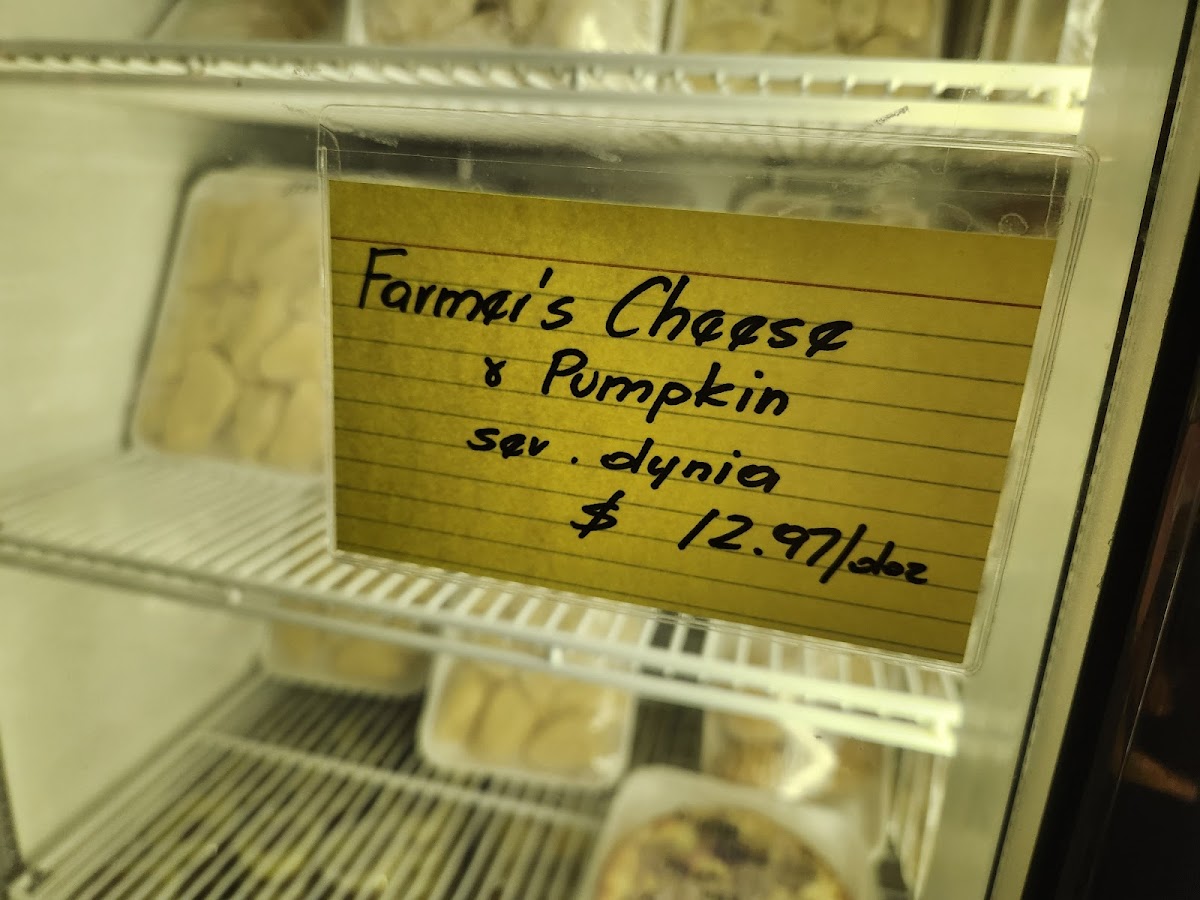 Farmer's Cheese
& Pumpkin
ser. dynia
$ 12.97/doz